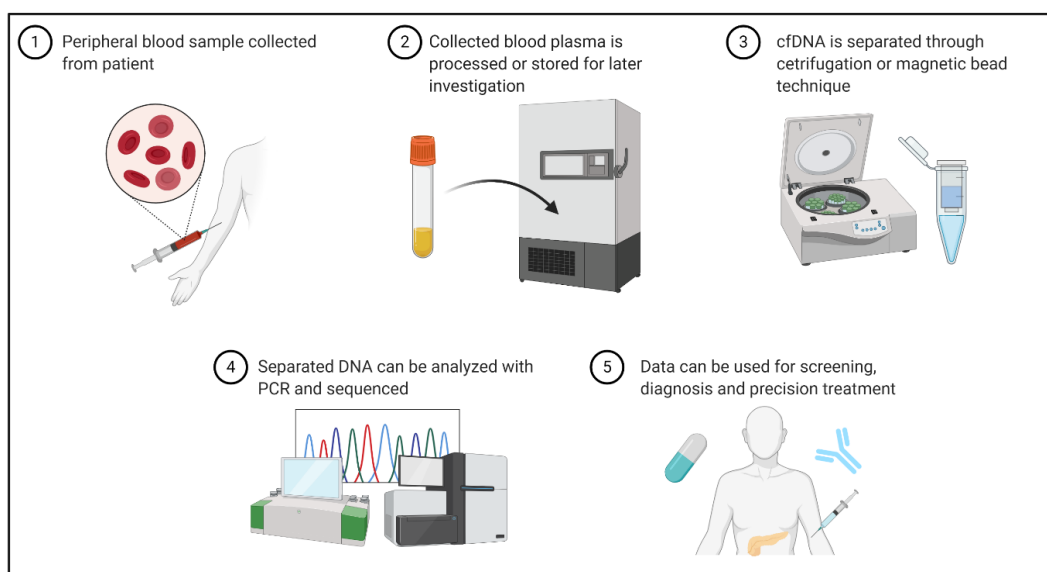 1 Peripheral blood sample collected
from patient
2 Collected blood plasma is
processed or stored for later
investigation
3 cfDNA is separated through
cetrifugation or magnetic bead
technique
4 Separated DNA can be analyzed with
PCR and sequenced
5 Data can be used for screening,
diagnosis and precision treatment